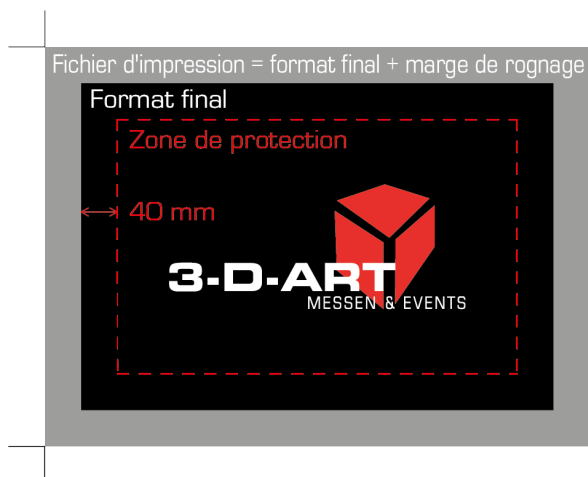 Fichier d'impression = format final + marge de rognage
Format final
Zone de protection
40 mm
3-D-ART
MESSEN & EVENTS